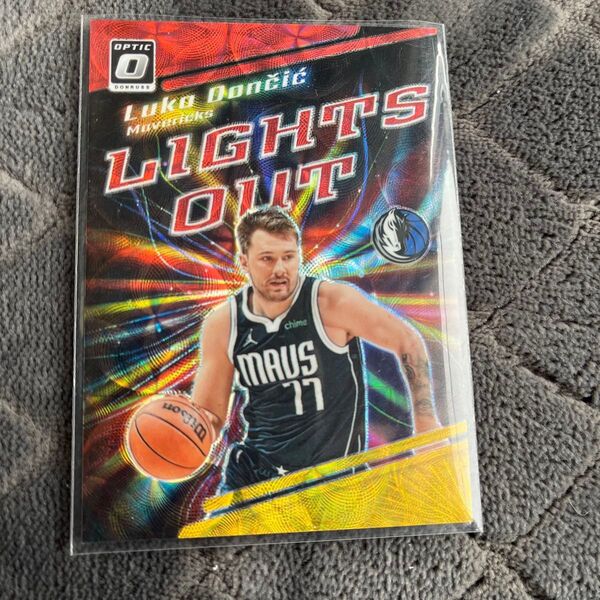 OPTIC
DONRUSS
Luka Dončić
Mavericks
LIGHTS
OUT
chime
MAVS
77
Wilson